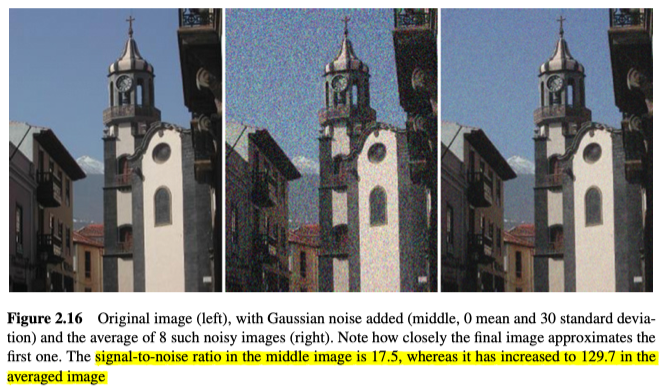 Figure 2.16 Original image (left), with Gaussian noise added (middle, 0 mean and 30 standard devia-
tion) and the average of 8 such noisy images (right). Note how closely the final image approximates the
first one. The signal-to-noise ratio in the middle image is 17.5, whereas it has increased to 129.7 in the
averaged image